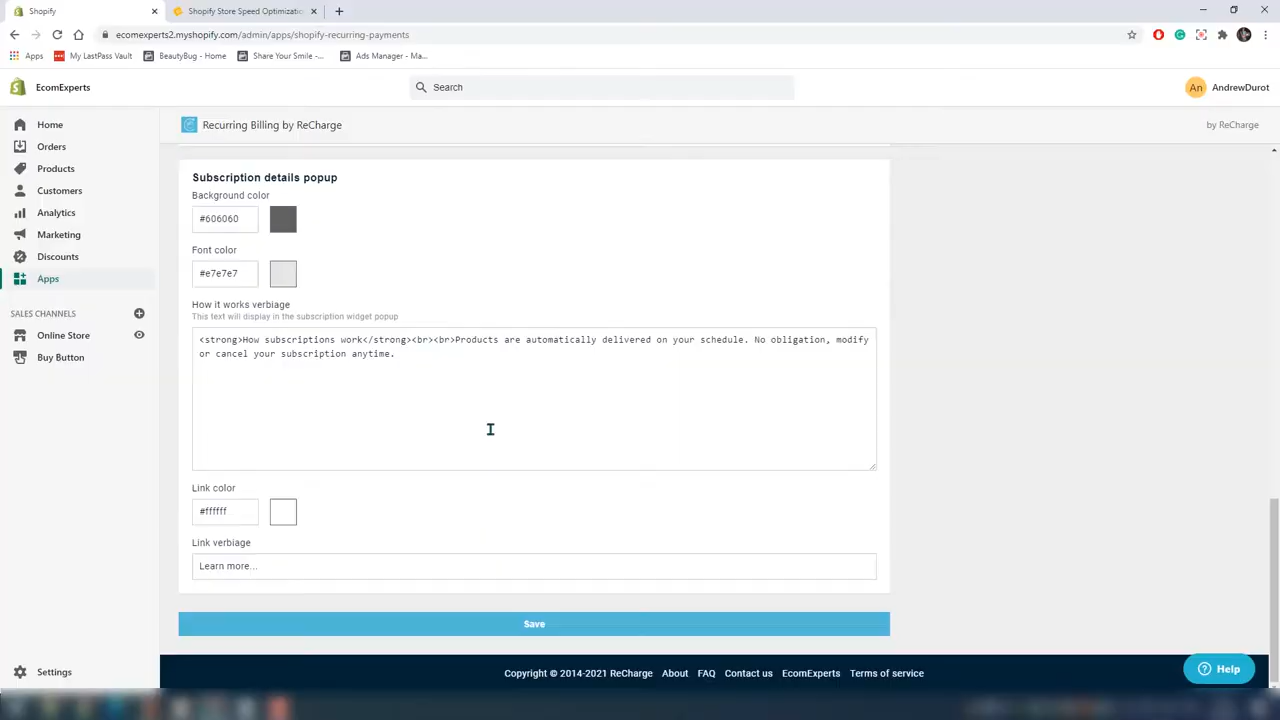 Shopify
Shopify Store Speed Optimizatio
ecomexperts2.myshopify.com/admin/apps/shopify-recurring-payments
Apps
My LastPass Vault
BeautyBug - Home
Share Your Smile -...
Ads Manager - Ma...
EcomExperts
Search
An
AndrewDurot
Home
Orders
Products
Customers
Analytics
Marketing
Discounts
Apps
SALES CHANNELS
Online Store
Buy Button
Settings
Recurring Billing by ReCharge
by ReCharge
Subscription details popup
Background color
#606060
Font color
#e7e7e7
How it works verbiage
This text will display in the subscription widget popup
<strong>How subscriptions work</strong><br><br>Products are automatically delivered on your schedule. No obligation, modify
or cancel your subscription anytime.
Link color
#ffffff
Link verbiage
Learn more...
Save
Copyright © 2014-2021 ReCharge About FAQ Contact us EcomExperts Terms of service
Help